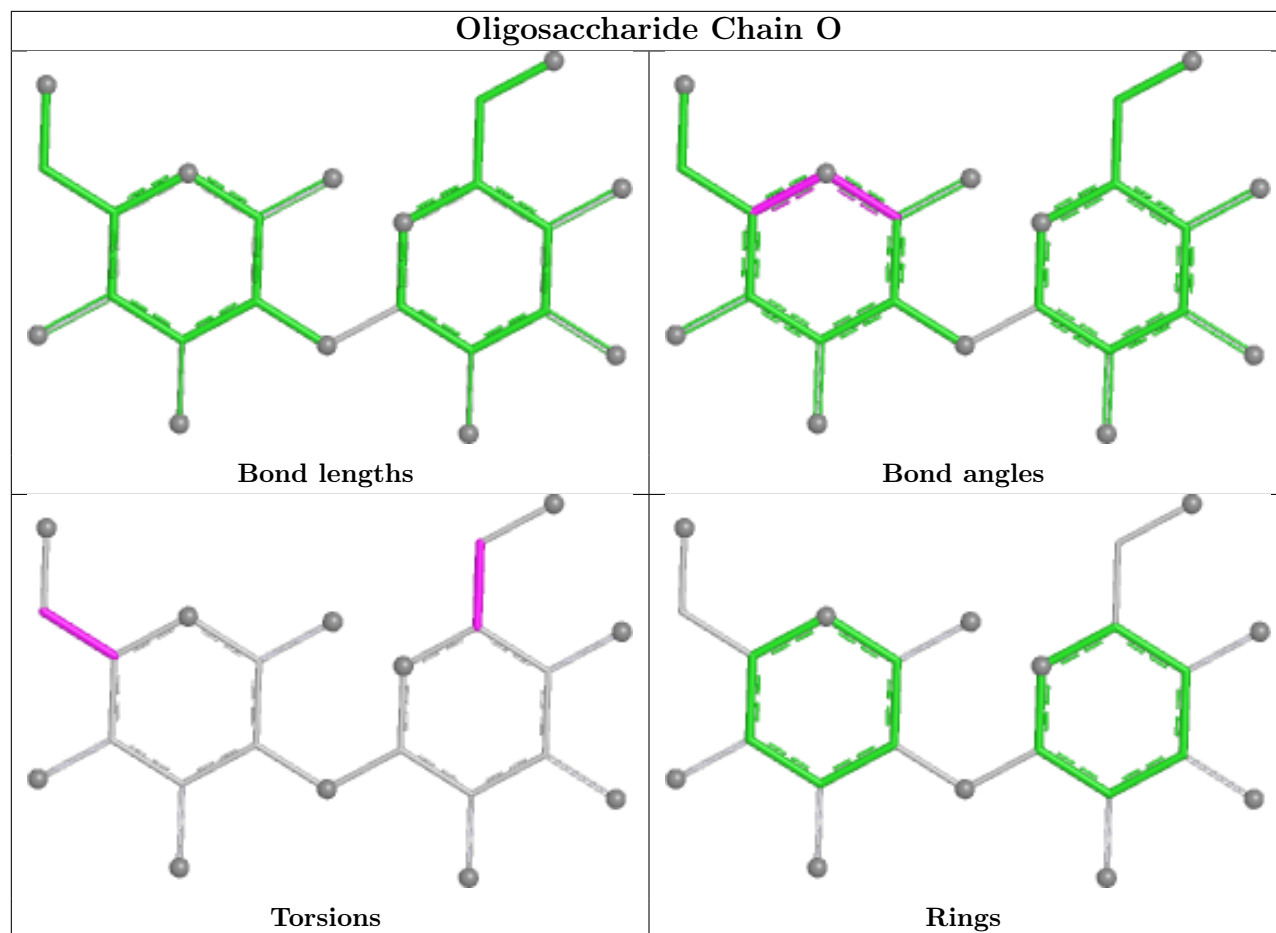 Oligosaccharide Chain O
Bond lengths
Bond angles
Torsions
Rings